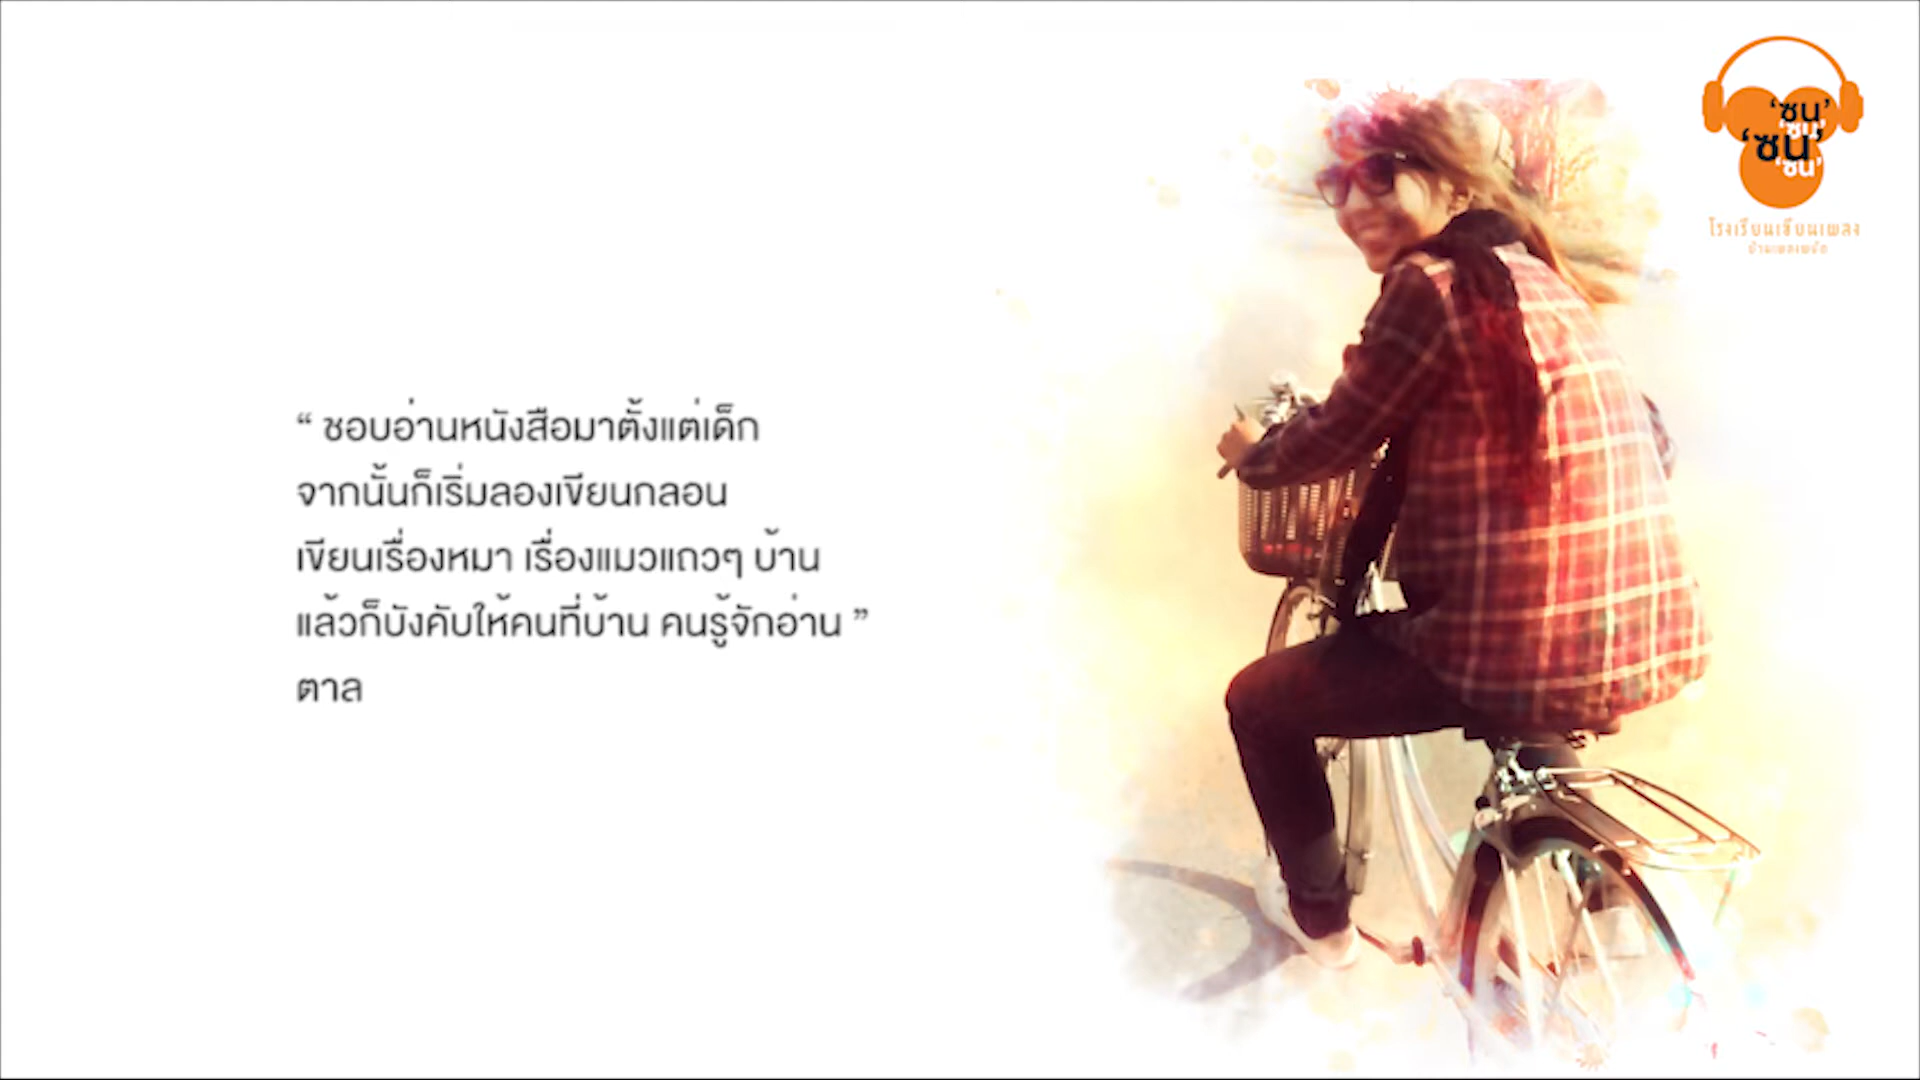 ‘ซน’
‘ซน’
‘ซน’
‘ซน’
โรงเรียนเขียนเพลง
“ ชอบอ่านหนังสือมาตั้งแต่เด็ก
จากนั้นก็เริ่มลองเขียนกลอน
เขียนเรื่องหมา เรื่องแมวแถวๆ บ้าน
แล้วก็บังคับให้คนที่บ้าน คนรู้จักอ่าน ”
ตาล